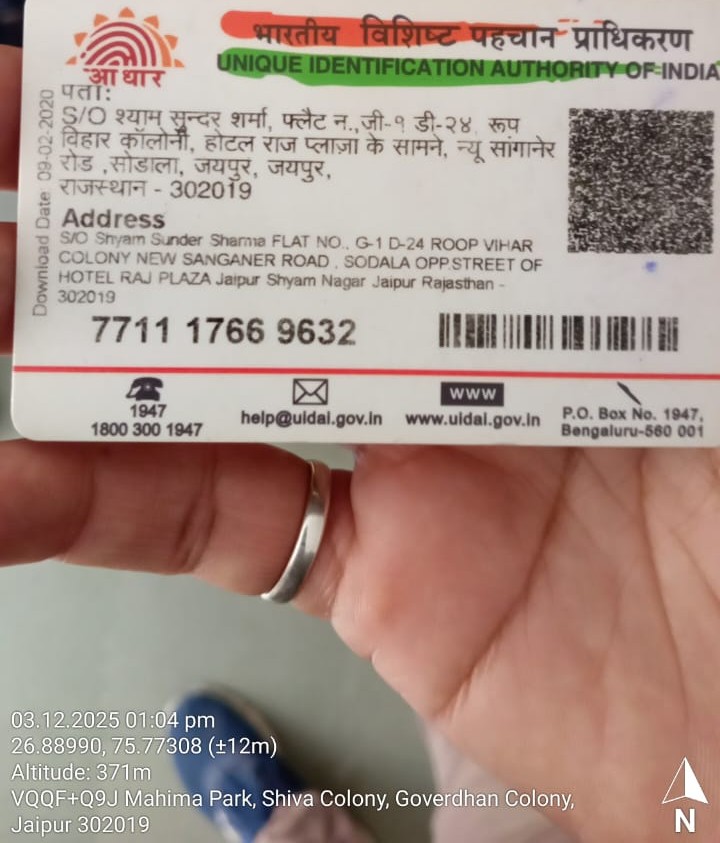 भारतीय विशिष्ट पहचान प्राधिकरण
UNIQUE IDENTIFICATION AUTHORITY OF INDIA
आधार
Download Date: 09-02-2020
पता:
S/O श्याम सुन्दर शर्मा, फ्लैट न.,जी-१ डी-२४, रूप
विहार कॉलोनी, होटल राज प्लाज़ा के सामने, न्यू सांगानेर
रोड ,सोडाला, जयपुर, जयपुर,
राजस्थान - 302019
Address
S/O Shyam Sunder Sharma FLAT NO., G-1 D-24 ROOP VIHAR
COLONY NEW SANGANER ROAD , SODALA OPP.STREET OF
HOTEL RAJ PLAZA Jaipur Shyam Nagar Jaipur Rajasthan -
302019
7711 1766 9632
1947
1800 300 1947
help@uidai.gov.in
WWW
www.uidai.gov.in
P.O. Box No. 1947,
Bengaluru-560 001
03.12.2025 01:04 pm
26.88990, 75.77308 (±12m)
Altitude: 371m
VQQF+Q9J Mahima Park, Shiva Colony, Goverdhan Colony,
Jaipur 302019
N